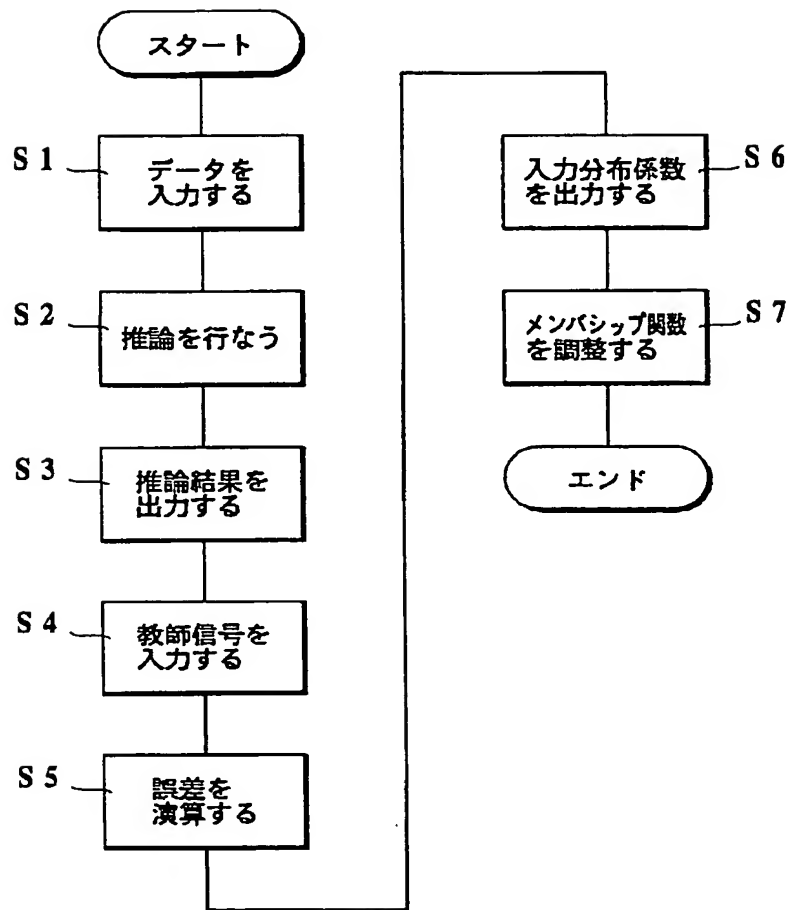 スタート
S 1
データを
入力する
S 2
推論を行なう
S 3
推論結果を
出力する
S 4
教師信号を
入力する
S 5
誤差を
演算する
入力分布係数
を出力する
S 6
メンバシップ関数
を調整する
S 7
エンド